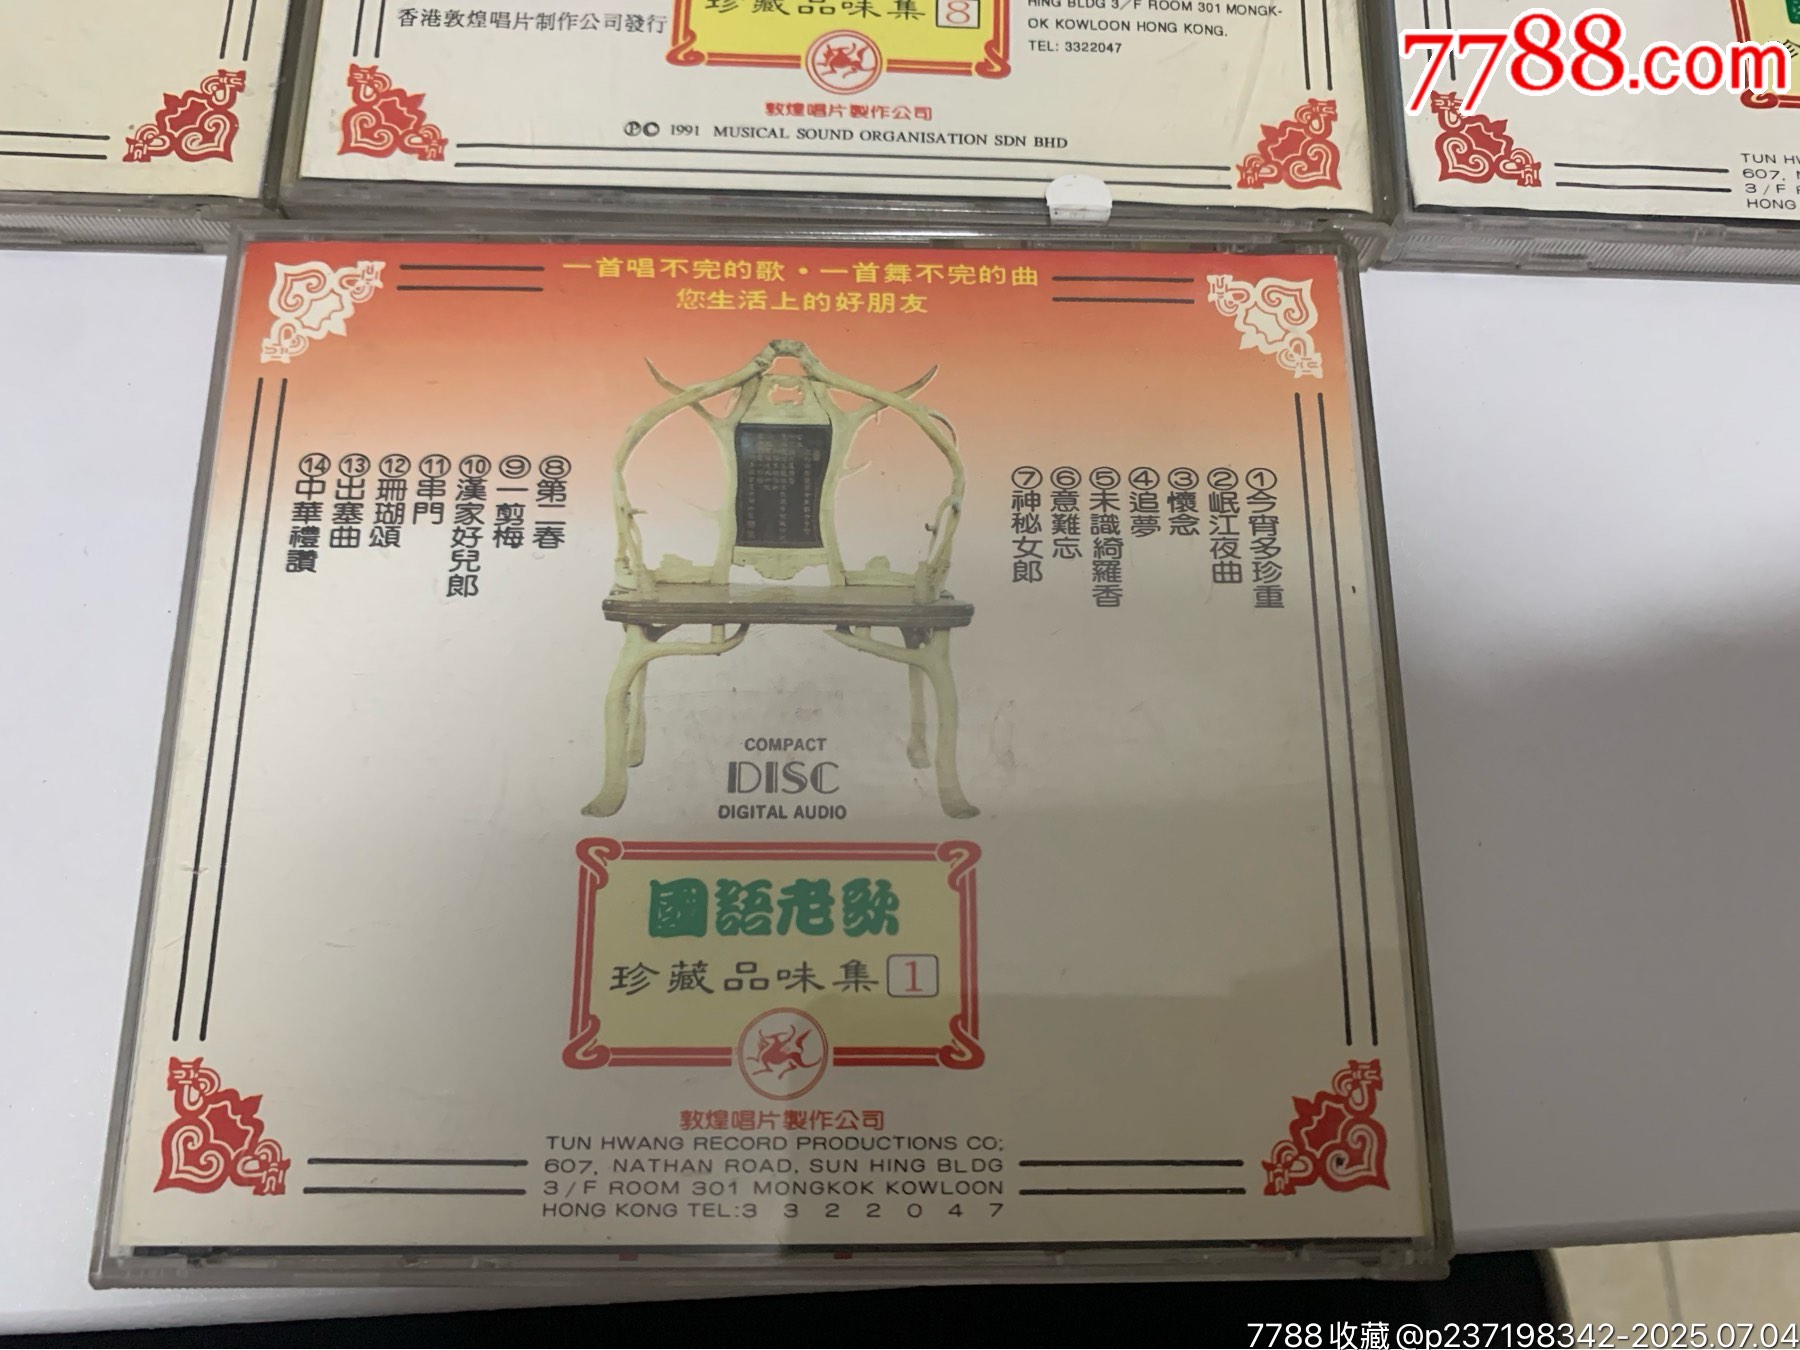 香港敦煌唱片制作公司發行
珍藏品味集 8
HING BLDG 3/F ROOM 301 MONGK-
OK KOWLOON HONG KONG.
TEL: 3322047
敦煌唱片製作公司
ⓅⒸ 1991 MUSICAL SOUND ORGANISATION SDN BHD
7788.com
TUN HW
607,
3/F
HONG
一首唱不完的歌·一首舞不完的曲
您生活上的好朋友
①今宵多珍重
②岷江夜曲
③懷念
④追夢
⑤未識綺羅香
⑥意難忘
⑦神秘女郎
⑧第二春
⑨一剪梅
⑩漢家好兒郎
⑪串門
⑫珊瑚頌
⑬出塞曲
⑭中華禮讚
COMPACT
DISC
DIGITAL AUDIO
國語老歌
珍藏品味集 1
敦煌唱片製作公司
TUN HWANG RECORD PRODUCTIONS CO;
607, NATHAN ROAD, SUN HING BLDG
3/F ROOM 301 MONGKOK KOWLOON
HONG KONG TEL:3322047
7788收藏@p237198342-2025.07.04